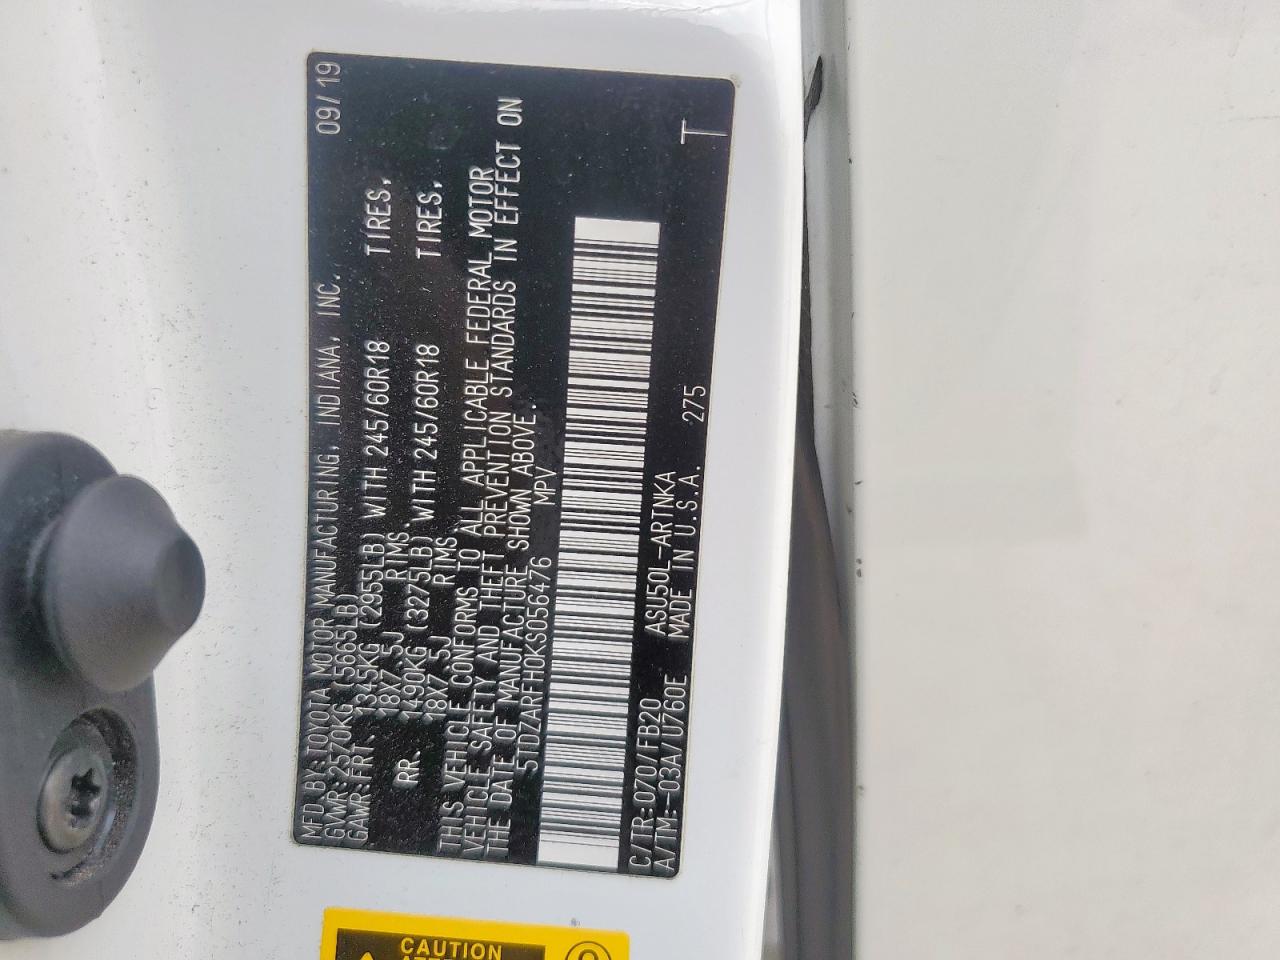 MFD.BY:TOYOTA MOTOR MANUFACTURING, INDIANA, INC. 09/19
GVWR:2570KG(5665LB)
GAWR:FRT. 1345KG(2955LB) WITH 245/60R18 TIRES,
18X7.5J RIMS.
RR. 1490KG(3275LB) WITH 245/60R18 TIRES,
18X7.5J RIMS.
THIS VEHICLE CONFORMS TO ALL APPLICABLE FEDERAL MOTOR
VEHICLE SAFETY AND THEFT PREVENTION STANDARDS IN EFFECT ON
THE DATE OF MANUFACTURE SHOWN ABOVE.
5TDZARFH0KS056476 MPV
C/TR:070/FB20 ASU50L-ARTNKA
A/TM:-03A/U760E MADE IN U.S.A. 275 T
CAUTION